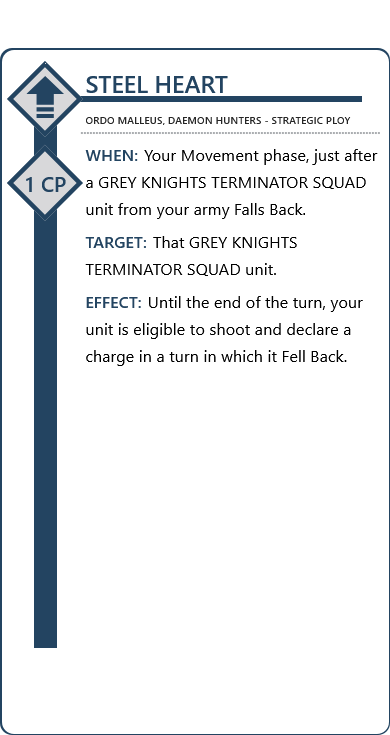 STEEL HEART
ORDO MALLEUS, DAEMON HUNTERS - STRATEGIC PLOY
1 CP
WHEN: Your Movement phase, just after
a GREY KNIGHTS TERMINATOR SQUAD
unit from your army Falls Back.
TARGET: That GREY KNIGHTS
TERMINATOR SQUAD unit.
EFFECT: Until the end of the turn, your
unit is eligible to shoot and declare a
charge in a turn in which it Fell Back.